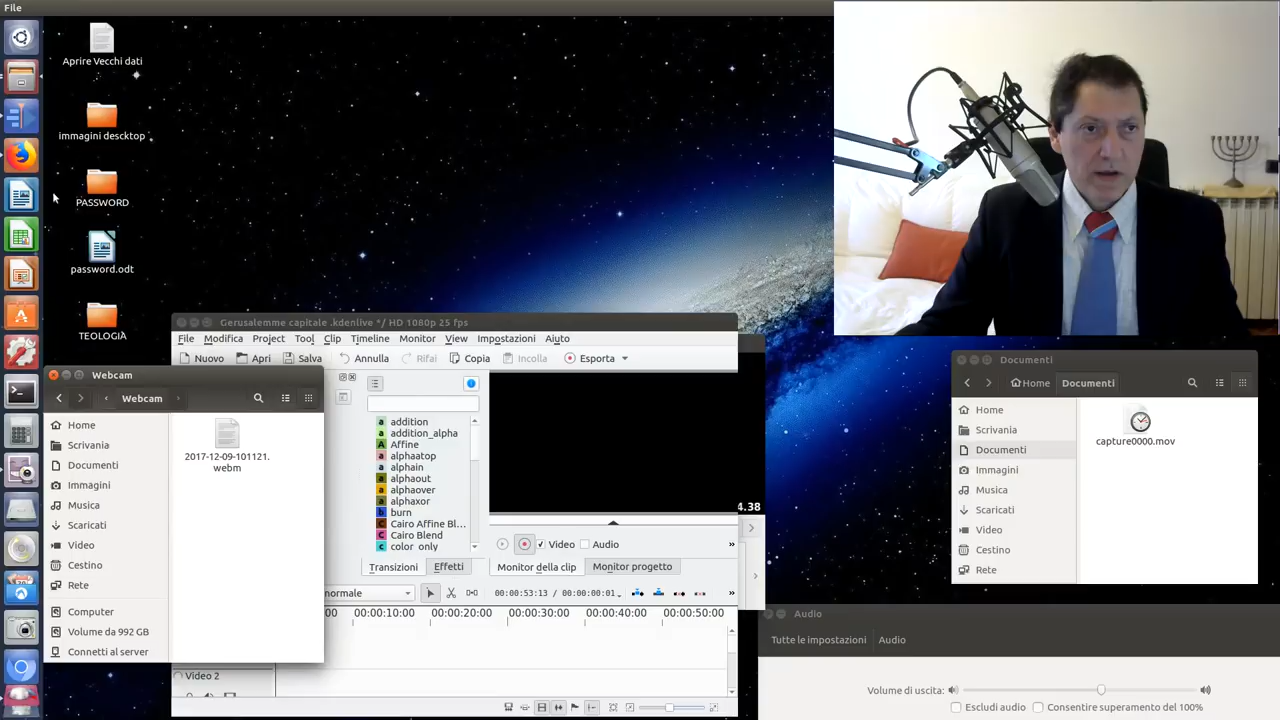 File
Aprire Vecchi dati
immagini descktop
PASSWORD
password.odt
TEOLOGIA
Gerusalemme capitale .kdenlive */ HD 1080p 25 fps
File Modifica Project Tool Clip Timeline Monitor View Impostazioni Aiuto
Nuovo Apri Salva Annulla Rifai Copia Incolla Esporta
addition
addition_alpha
Affine
alphaatop
alphain
alphaout
alphaover
alphaxor
burn
Cairo Affine Bl...
Cairo Blend
color_only
4.38
Video Audio »
Transizioni Effetti Monitor della clip Monitor progetto
normale 00:00:53:13 / 00:00:00:01 »
00 00:00:10:00 00:00:20:00 00:00:30:00 00:00:40:00 00:00:50:00
Video 2
Webcam
Webcam
Home
Scrivania
Documenti
Immagini
Musica
Scaricati
Video
Cestino
Rete
Computer
Volume da 992 GB
Connetti al server
2017-12-09-101121.
webm
Documenti
Home Documenti
Home
Scrivania
Documenti
Immagini
Musica
Scaricati
Video
Cestino
Rete
capture0000.mov
Audio
Tutte le impostazioni Audio
Volume di uscita:
Escludi audio Consentire superamento del 100%